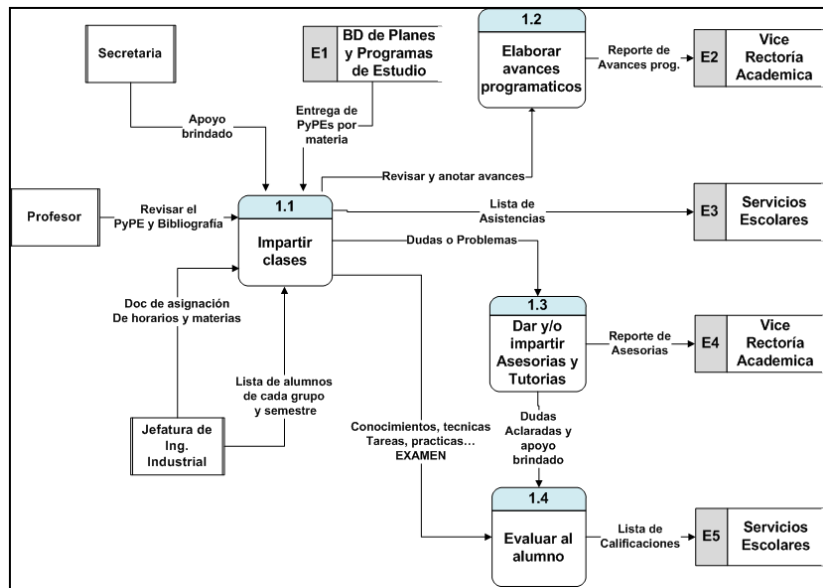 Secretaria
E1
BD de Planes
y Programas
de Estudio
1.2
Elaborar
avances
programaticos
Reporte de
Avances prog.
E2
Vice
Rectoría
Academica
Apoyo
brindado
Entrega de
PyPEs por
materia
Revisar y anotar avances
Profesor
Revisar el
PyPE y Bibliografía
1.1
Impartir
clases
Lista de
Asistencias
E3
Servicios
Escolares
Dudas o Problemas
Doc de asignación
De horarios y materias
1.3
Dar y/o
impartir
Asesorias y
Tutorias
Reporte de
Asesorias
E4
Vice
Rectoría
Academica
Lista de alumnos
de cada grupo
y semestre
Jefatura de
Ing.
Industrial
Conocimientos, tecnicas
Tareas, practicas...
EXAMEN
Dudas
Aclaradas y
apoyo
brindado
1.4
Evaluar al
alumno
Lista de
Calificaciones
E5
Servicios
Escolares